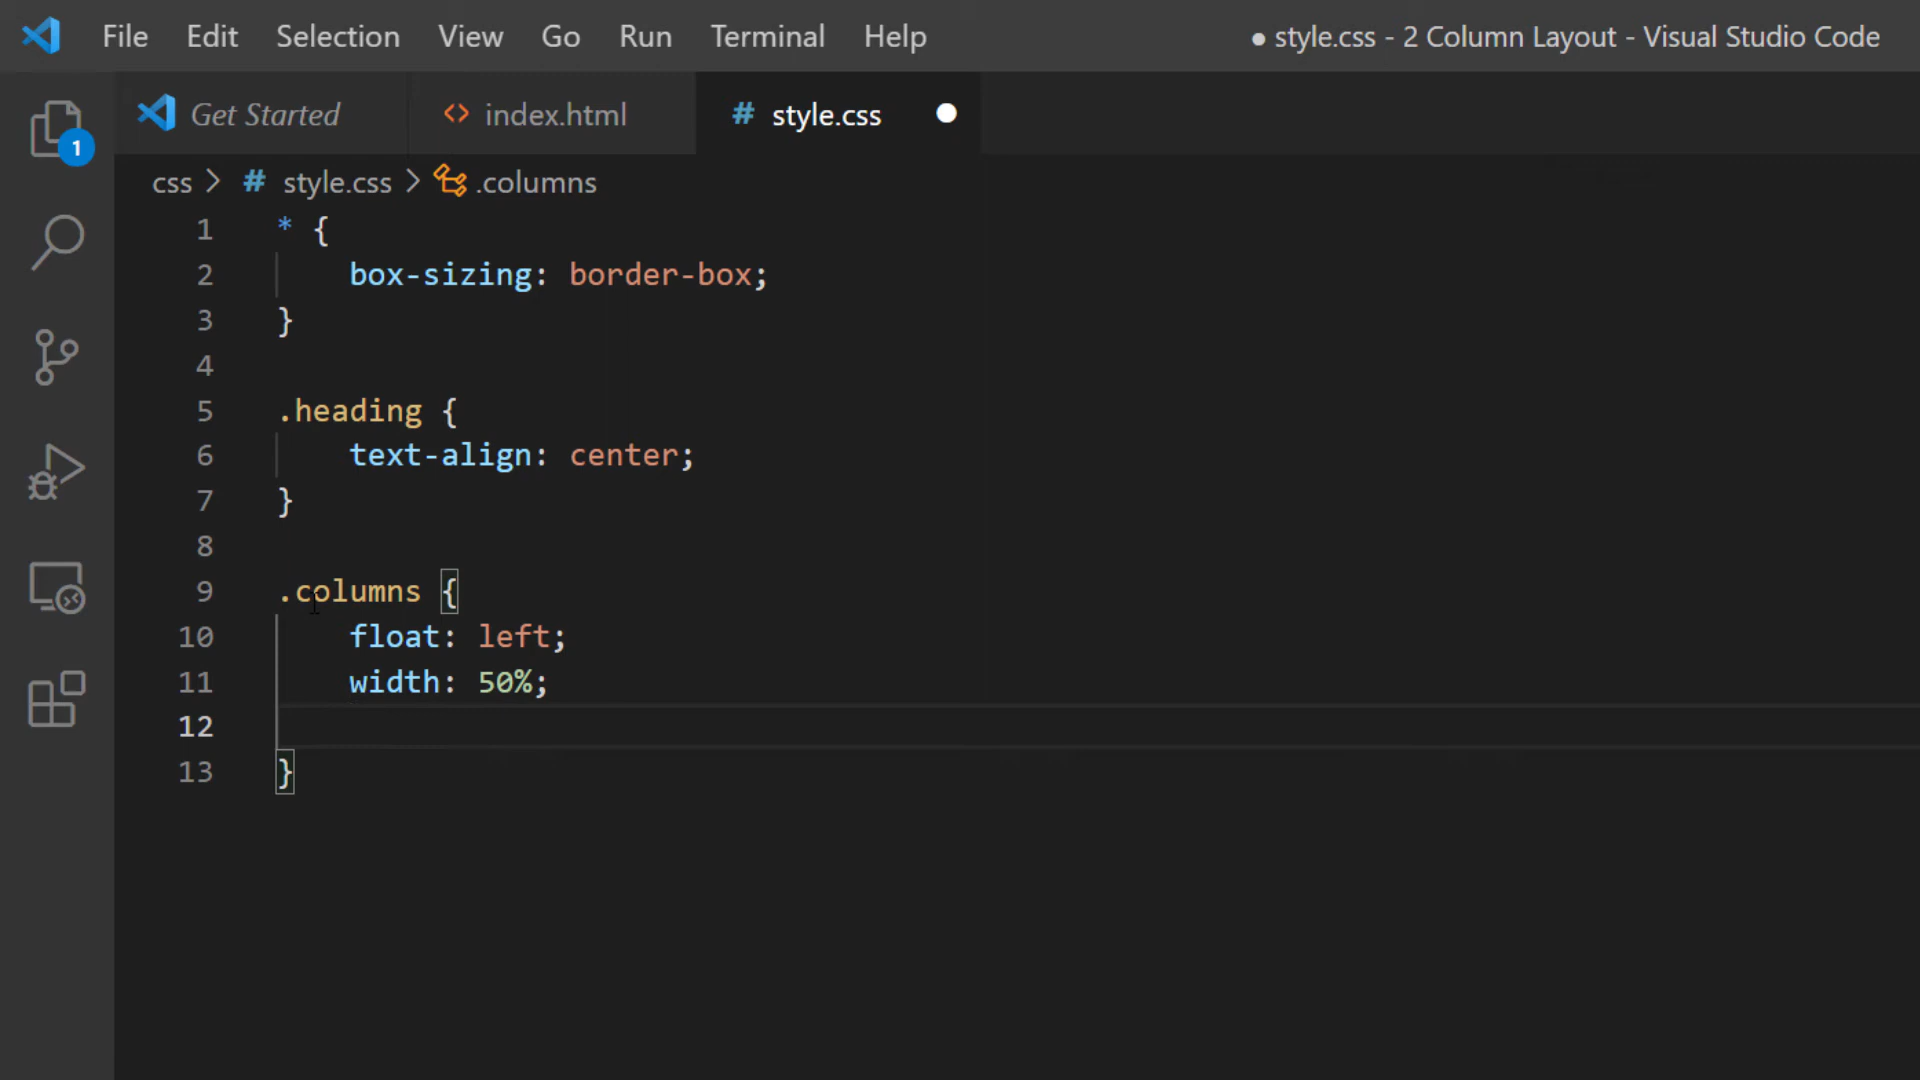 File Edit Selection View Go Run Terminal Help ● style.css - 2 Column Layout - Visual Studio Code
Get Started <> index.html # style.css ●
1
css > # style.css > .columns
1 * {
2 box-sizing: border-box;
3 }
4
5 .heading {
6 text-align: center;
7 }
8
9 .columns {
10 float: left;
11 width: 50%;
12
13 }